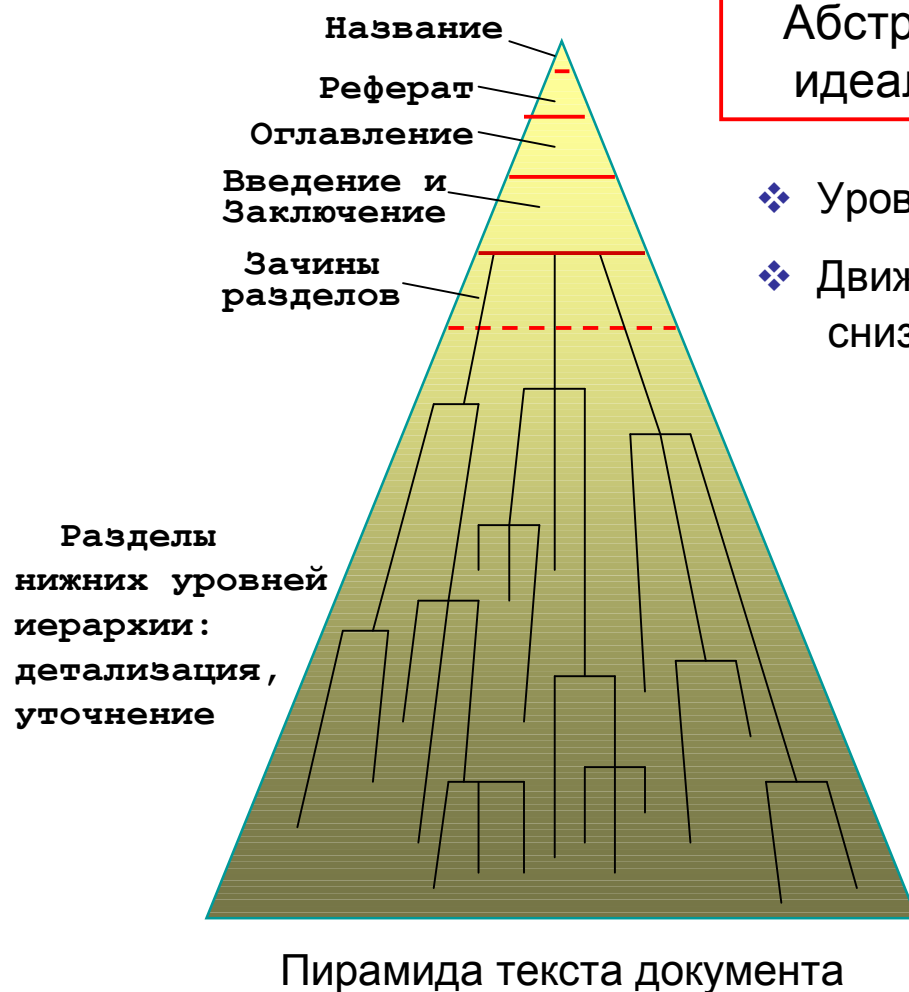 Название
Реферат
Оглавление
Введение и
Заключение
Зачины
разделов
Разделы
нижних уровней
иерархии:
детализация,
уточнение
Пирамида текста документа